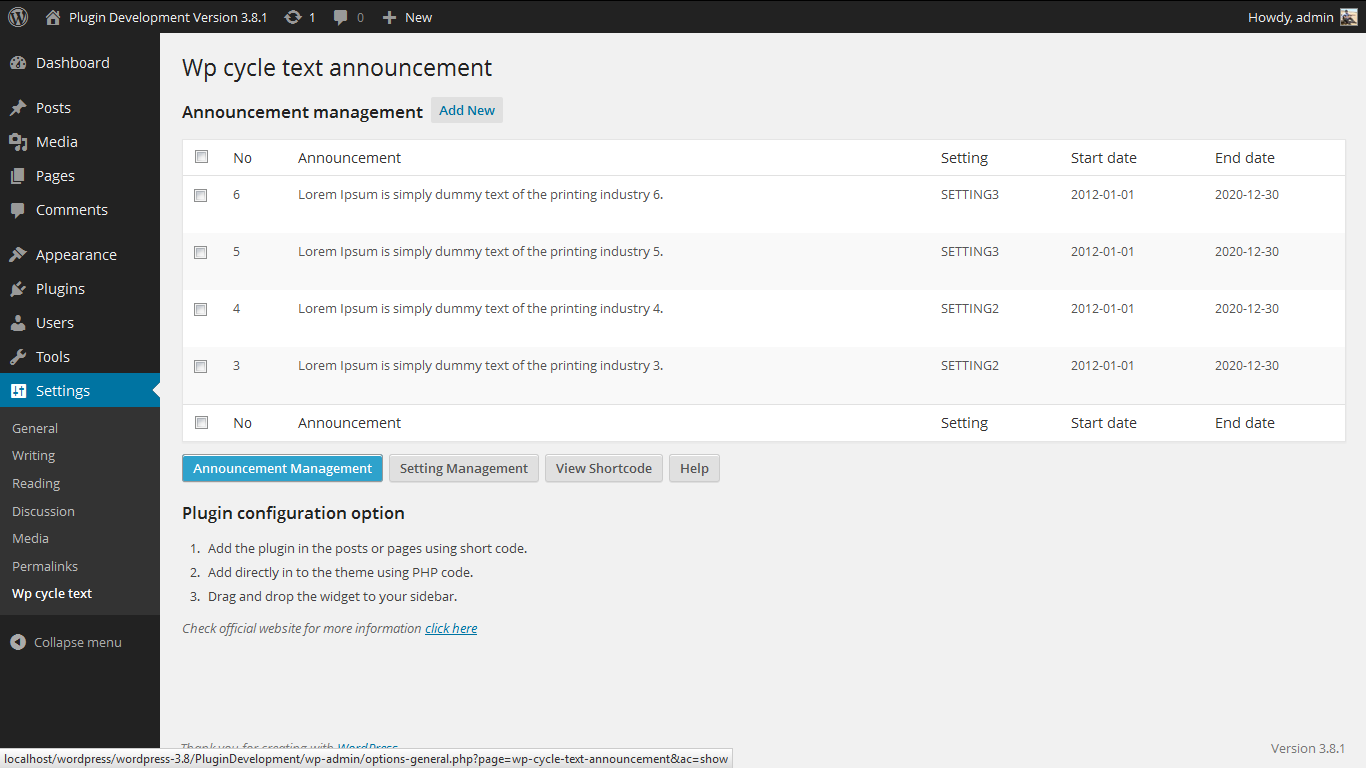 Plugin Development Version 3.8.1 1 0 New Howdy, admin
Dashboard
Posts
Media
Pages
Comments
Appearance
Plugins
Users
Tools
Settings
General
Writing
Reading
Discussion
Media
Permalinks
Wp cycle text
Collapse menu
Wp cycle text announcement
Announcement management Add New
No Announcement Setting Start date End date
6 Lorem Ipsum is simply dummy text of the printing industry 6. SETTING3 2012-01-01 2020-12-30
5 Lorem Ipsum is simply dummy text of the printing industry 5. SETTING3 2012-01-01 2020-12-30
4 Lorem Ipsum is simply dummy text of the printing industry 4. SETTING2 2012-01-01 2020-12-30
3 Lorem Ipsum is simply dummy text of the printing industry 3. SETTING2 2012-01-01 2020-12-30
No Announcement Setting Start date End date
Announcement Management Setting Management View Shortcode Help
Plugin configuration option
1. Add the plugin in the posts or pages using short code.
2. Add directly in to the theme using PHP code.
3. Drag and drop the widget to your sidebar.
Check official website for more information click here
Thank you for creating with WordPress. Version 3.8.1
localhost/wordpress/wordpress-3.8/PluginDevelopment/wp-admin/options-general.php?page=wp-cycle-text-announcement&ac=show